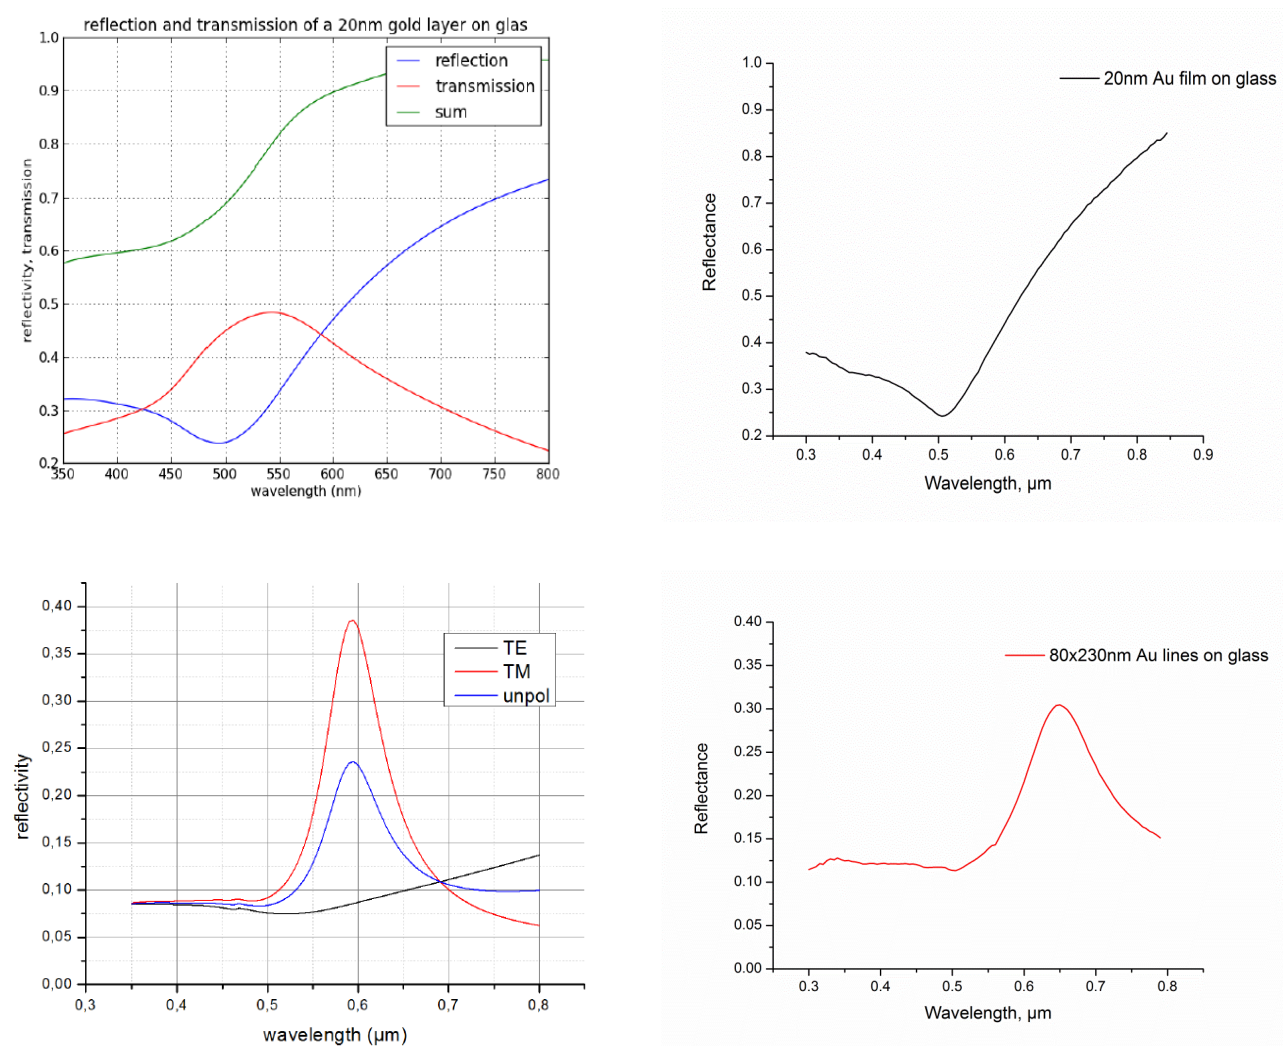 reflection and transmission of a 20nm gold layer on glas
1.0
0.9
0.8
0.7
0.6
0.5
0.4
0.3
0.2
reflectivity, transmission
reflection
transmission
sum
350 400 450 500 550 600 650 700 750 800
wavelength (nm)
1.0
0.9
0.8
0.7
0.6
0.5
0.4
0.3
0.2
Reflectance
20nm Au film on glass
0.3 0.4 0.5 0.6 0.7 0.8 0.9
Wavelength, μm
0,40
0,35
0,30
0,25
0,20
0,15
0,10
0,05
0,00
reflectivity
TE
TM
unpol
0,3 0,4 0,5 0,6 0,7 0,8
wavelength (μm)
0.40
0.35
0.30
0.25
0.20
0.15
0.10
0.05
0.00
Reflectance
80x230nm Au lines on glass
0.3 0.4 0.5 0.6 0.7 0.8
Wavelength, μm